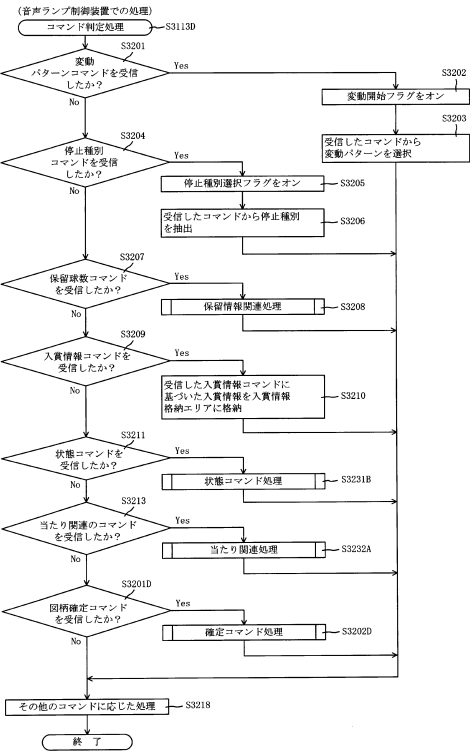 (音声ランプ制御装置での処理)
コマンド判定処理
S3113D
S3201
変動
パターンコマンドを受信
したか?
Yes
No
S3202
変動開始フラグをオン
S3203
受信したコマンドから
変動パターンを選択
S3204
停止種別
コマンドを受信
したか?
Yes
No
停止種別選択フラグをオン
S3205
受信したコマンドから停止種別
を抽出
S3206
S3207
保留球数コマンド
を受信したか?
Yes
No
保留情報関連処理
S3208
S3209
入賞情報コマンドを
受信したか?
Yes
No
受信した入賞情報コマンドに
基づいた入賞情報を入賞情報
格納エリアに格納
S3210
S3211
状態コマンドを
受信したか?
Yes
No
状態コマンド処理
S3231B
S3213
当たり関連のコマンド
を受信したか?
Yes
No
当たり関連処理
S3232A
S3201D
図柄確定コマンド
を受信したか?
Yes
No
確定コマンド処理
S3202D
その他のコマンドに応じた処理
S3218
終 了